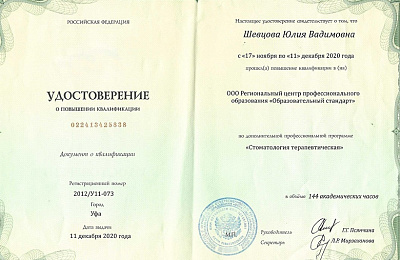 РОССИЙСКАЯ ФЕДЕРАЦИЯ
УДОСТОВЕРЕНИЕ
О ПОВЫШЕНИИ КВАЛИФИКАЦИИ
022413425838
Документ о квалификации
Регистрационный номер
2012/У11-073
Город
Уфа
Дата выдачи
11 декабря 2020 года
Настоящее удостоверение свидетельствует о том, что
Шевцова Юлия Вадимовна
с «17» ноября по «11» декабря 2020 года
прошел(а) повышение квалификации в (на)
ООО Региональный центр профессионального
образования «Образовательный стандарт»
по дополнительной профессиональной программе
«Стоматология терапевтическая»
в объёме 144 академических часов
Руководитель
Секретарь Л.Р. Морозионова
М.П.